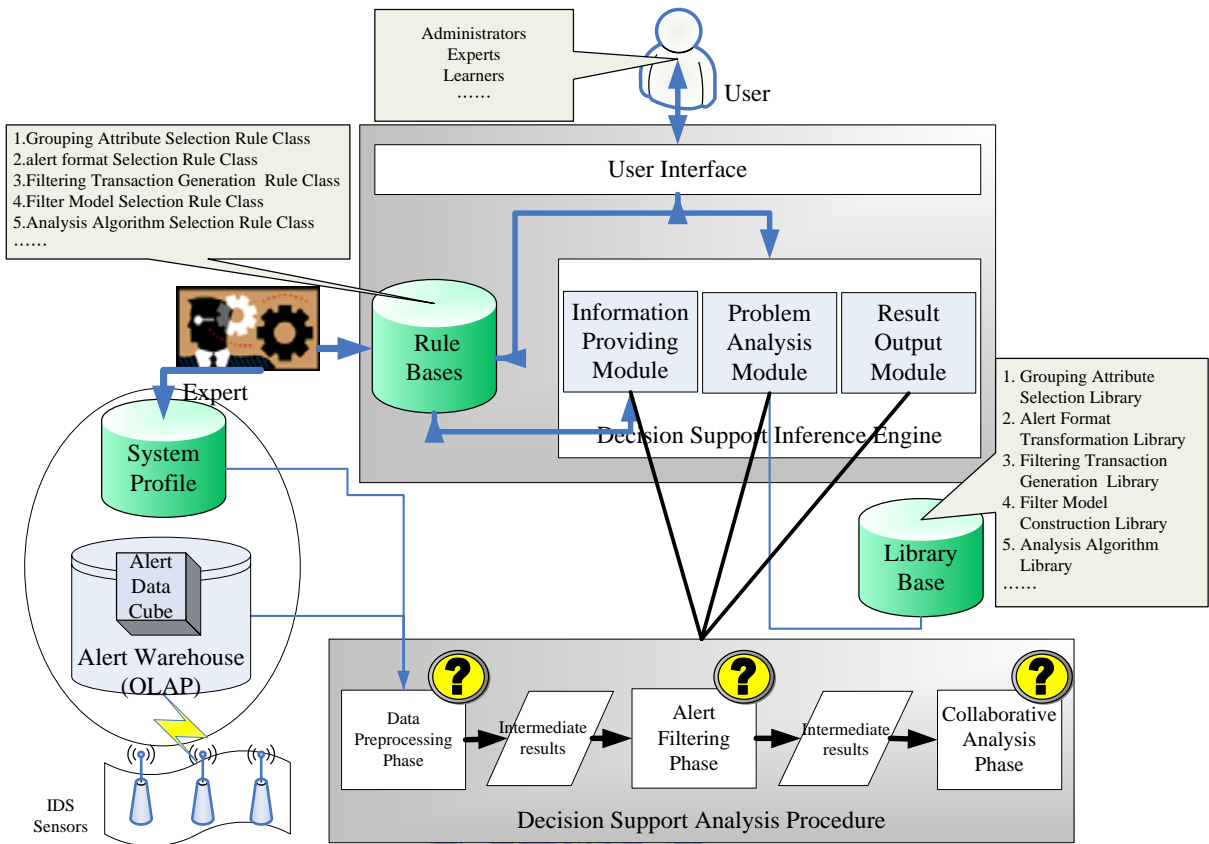 Administrators
Experts
Learners
……
User
1.Grouping Attribute Selection Rule Class
2.alert format Selection Rule Class
3.Filtering Transaction Generation Rule Class
4.Filter Model Selection Rule Class
5.Analysis Algorithm Selection Rule Class
……
User Interface
Information
Providing
Module
Problem
Analysis
Module
Result
Output
Module
Rule
Bases
Expert
Decision Support Inference Engine
1. Grouping Attribute
Selection Library
2. Alert Format
Transformation Library
3. Filtering Transaction
Generation Library
4. Filter Model
Construction Library
5. Analysis Algorithm
Library
……
System
Profile
Library
Base
Alert
Data
Cube
Alert Warehouse
(OLAP)
?
?
?
Data
Preprocessing
Phase
Intermediate
results
Alert
Filtering
Phase
Intermediate
results
Collaborative
Analysis
Phase
IDS
Sensors
Decision Support Analysis Procedure